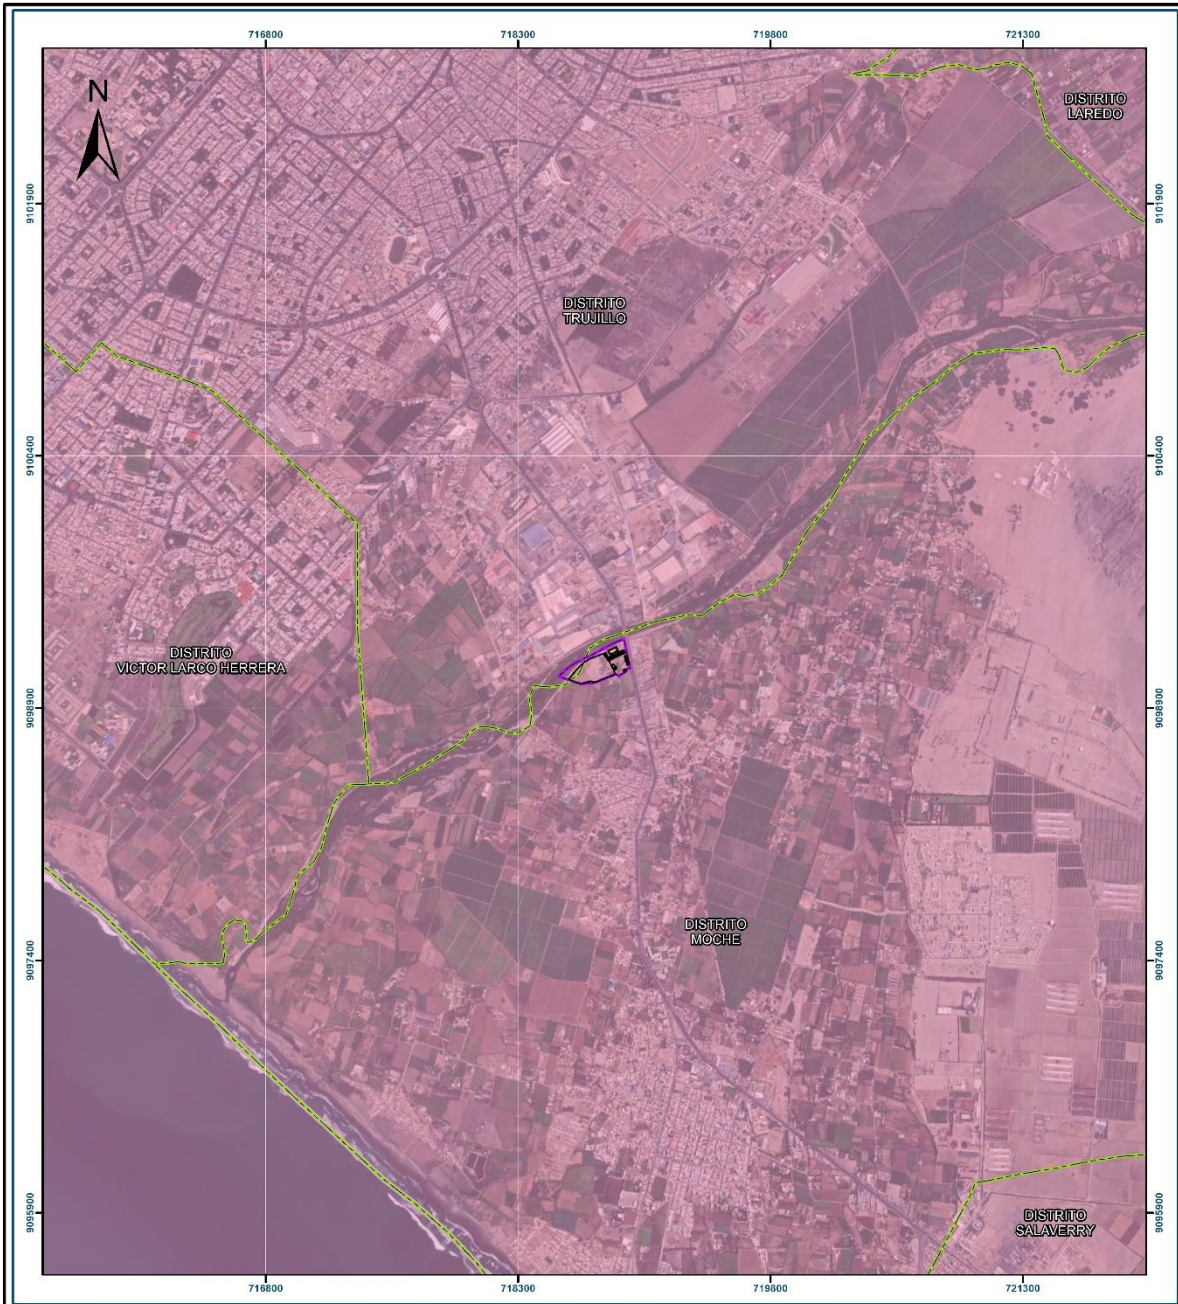 716800
718300
719800
721300
N
DISTRITO
LAREDO
9101900
9101900
DISTRITO
TRUJILLO
9100400
9100400
DISTRITO
VICTOR LARCO HERRERA
9098900
9098900
DISTRITO
MOCHE
9097400
9097400
DISTRITO
SALAVERRY
9095900
9095900
716800
718300
719800
721300